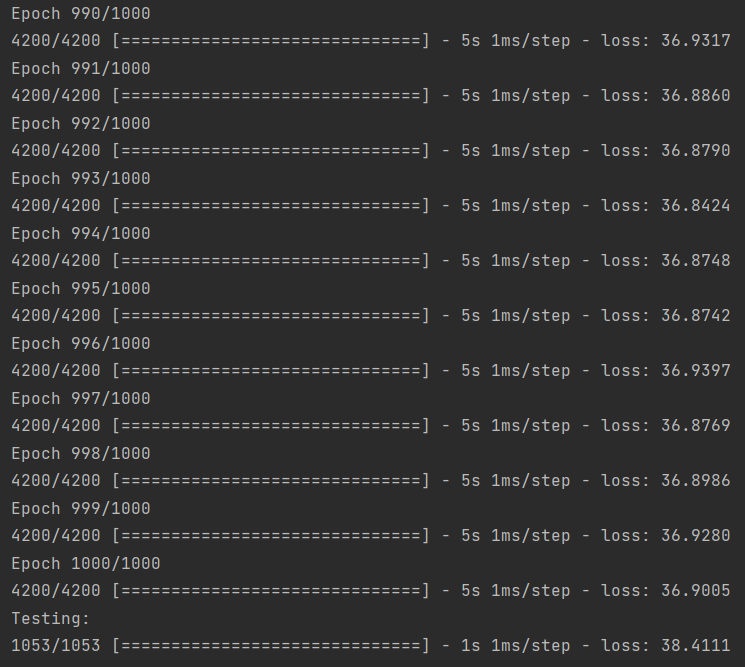 Epoch 990/1000
4200/4200 [==============================] - 5s 1ms/step - loss: 36.9317
Epoch 991/1000
4200/4200 [==============================] - 5s 1ms/step - loss: 36.8860
Epoch 992/1000
4200/4200 [==============================] - 5s 1ms/step - loss: 36.8790
Epoch 993/1000
4200/4200 [==============================] - 5s 1ms/step - loss: 36.8424
Epoch 994/1000
4200/4200 [==============================] - 5s 1ms/step - loss: 36.8748
Epoch 995/1000
4200/4200 [==============================] - 5s 1ms/step - loss: 36.8742
Epoch 996/1000
4200/4200 [==============================] - 5s 1ms/step - loss: 36.9397
Epoch 997/1000
4200/4200 [==============================] - 5s 1ms/step - loss: 36.8769
Epoch 998/1000
4200/4200 [==============================] - 5s 1ms/step - loss: 36.8986
Epoch 999/1000
4200/4200 [==============================] - 5s 1ms/step - loss: 36.9280
Epoch 1000/1000
4200/4200 [==============================] - 5s 1ms/step - loss: 36.9005
Testing:
1053/1053 [==============================] - 1s 1ms/step - loss: 38.4111